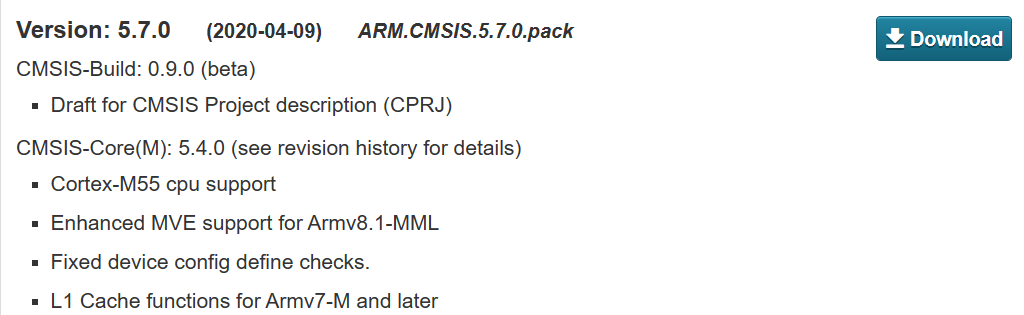 Version: 5.7.0 (2020-04-09) ARM.CMSIS.5.7.0.pack Download
CMSIS-Build: 0.9.0 (beta)
▪ Draft for CMSIS Project description (CPRJ)
CMSIS-Core(M): 5.4.0 (see revision history for details)
▪ Cortex-M55 cpu support
▪ Enhanced MVE support for Armv8.1-MML
▪ Fixed device config define checks.
▪ L1 Cache functions for Armv7-M and later